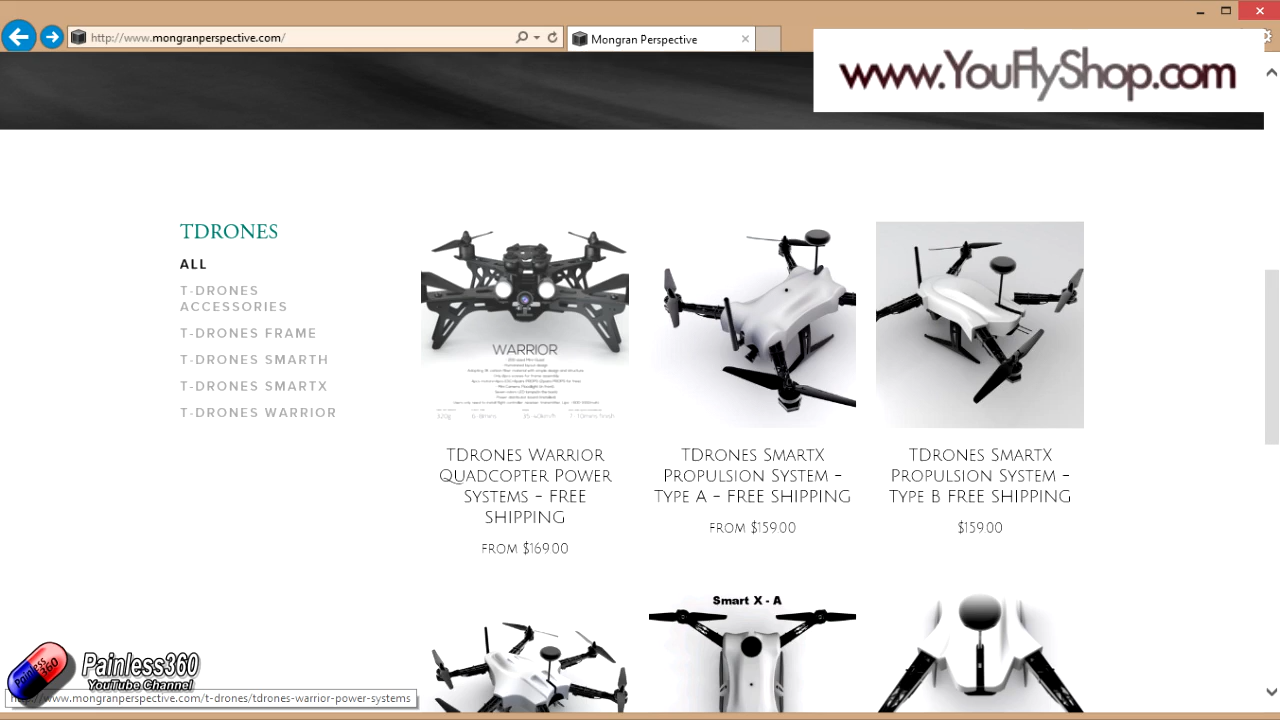 http://www.mongranperspective.com/
Mongran Perspective
www.YouFlyShop.com
TDRONES
ALL
T-DRONES
ACCESSORIES
T-DRONES FRAME
T-DRONES SMARTH
T-DRONES SMARTX
T-DRONES WARRIOR
WARRIOR
TDrones Warrior
Quadcopter Power
Systems - FREE
SHIPPING
FROM $169.00
TDrones SmartX
Propulsion System -
Type A - FREE SHIPPING
FROM $159.00
TDrones SmartX
Propulsion System -
Type B FREE SHIPPING
$159.00
Smart X - A
Painless360
Painless360
YouTube Channel
http://www.mongranperspective.com/t-drones/tdrones-warrior-power-systems